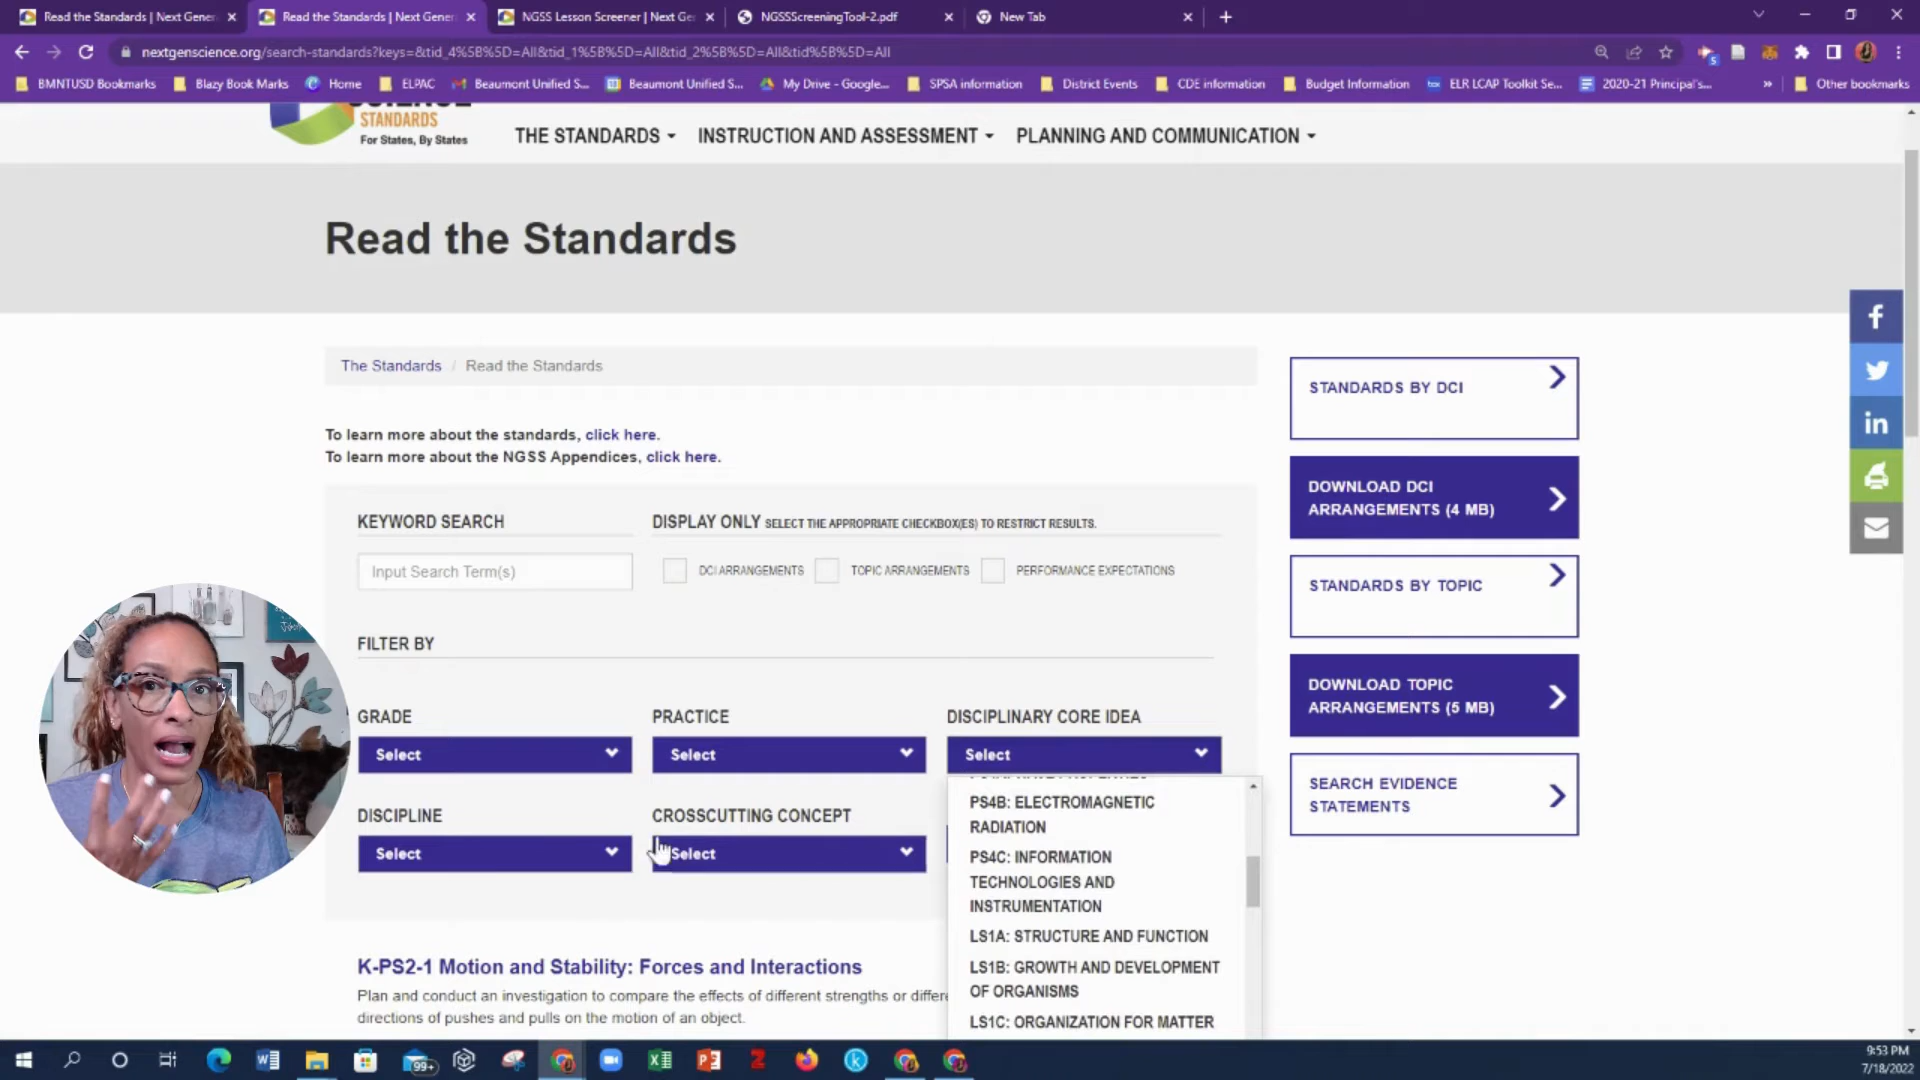 Read the Standards | Next Gener
Read the Standards | Next Gener
NGSS Lesson Screener | Next Ge
NGSSScreeningTool-2.pdf
New Tab
nextgenscience.org/search-standards?keys=&tid_4%5B%5D=All&tid_1%5B%5D=All&tid_2%5B%5D=All&tid%5B%5D=All
BMNTUSD Bookmarks
Blazy Book Marks
Home
ELPAC
Beaumont Unified S...
Beaumont Unified S...
My Drive - Google...
SPSA information
District Events
CDE information
Budget Information
ELR LCAP Toolkit Se...
2020-21 Principal's...
»
Other bookmarks
SCIENCE
STANDARDS
For States, By States
THE STANDARDS
INSTRUCTION AND ASSESSMENT
PLANNING AND COMMUNICATION
Read the Standards
The Standards / Read the Standards
To learn more about the standards, click here.
To learn more about the NGSS Appendices, click here.
KEYWORD SEARCH
Input Search Term(s)
DISPLAY ONLY SELECT THE APPROPRIATE CHECKBOX(ES) TO RESTRICT RESULTS.
DCI ARRANGEMENTS
TOPIC ARRANGEMENTS
PERFORMANCE EXPECTATIONS
FILTER BY
GRADE
Select
PRACTICE
Select
DISCIPLINARY CORE IDEA
Select
DISCIPLINE
Select
CROSSCUTTING CONCEPT
Select
PS4B: ELECTROMAGNETIC
RADIATION
PS4C: INFORMATION
TECHNOLOGIES AND
INSTRUMENTATION
LS1A: STRUCTURE AND FUNCTION
LS1B: GROWTH AND DEVELOPMENT
OF ORGANISMS
LS1C: ORGANIZATION FOR MATTER
K-PS2-1 Motion and Stability: Forces and Interactions
Plan and conduct an investigation to compare the effects of different strengths or differe
directions of pushes and pulls on the motion of an object.
STANDARDS BY DCI
DOWNLOAD DCI
ARRANGEMENTS (4 MB)
STANDARDS BY TOPIC
DOWNLOAD TOPIC
ARRANGEMENTS (5 MB)
SEARCH EVIDENCE
STATEMENTS
99+
9:53 PM
7/18/2022